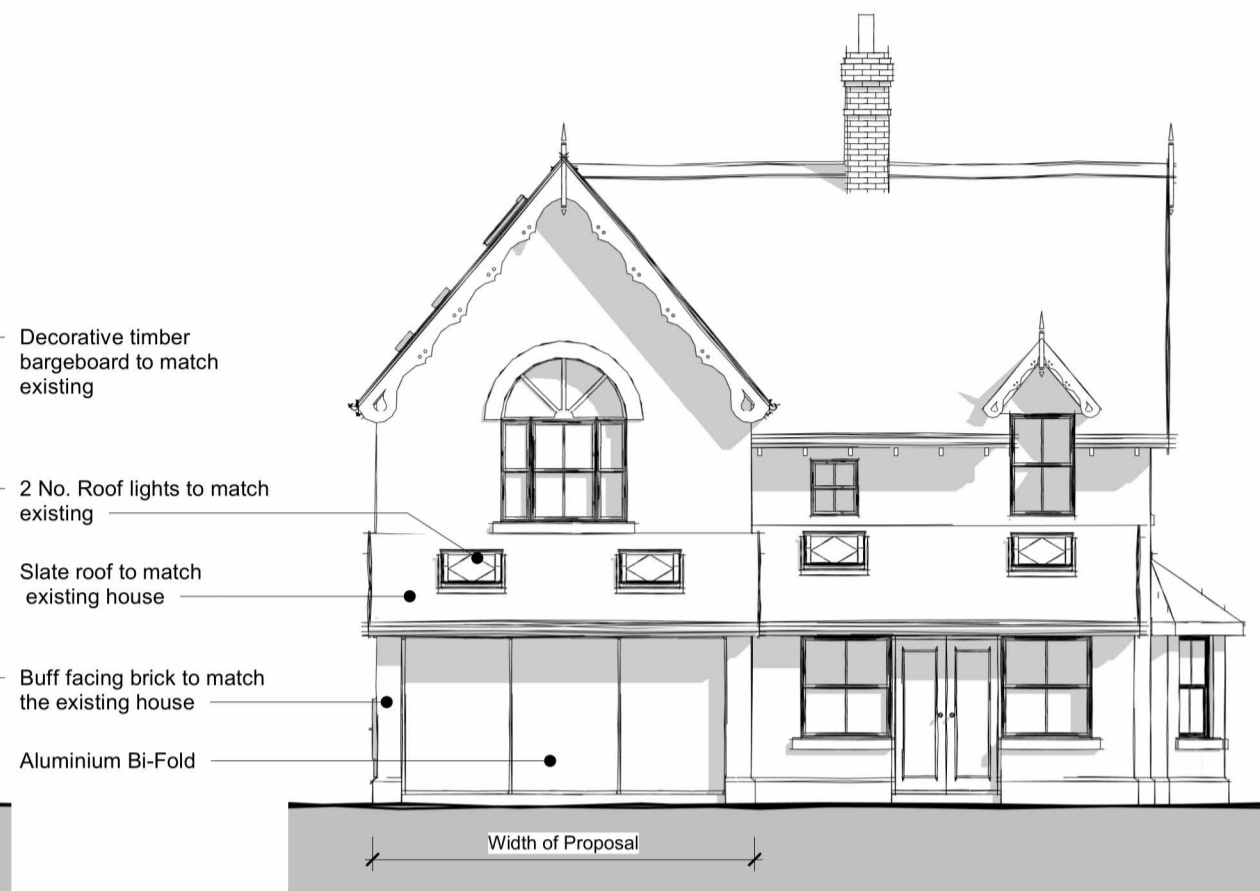 Decorative timber
bargeboard to match
existing
2 No. Roof lights to match
existing
Slate roof to match
existing house
Buff facing brick to match
the existing house
Aluminium Bi-Fold
Width of Proposal